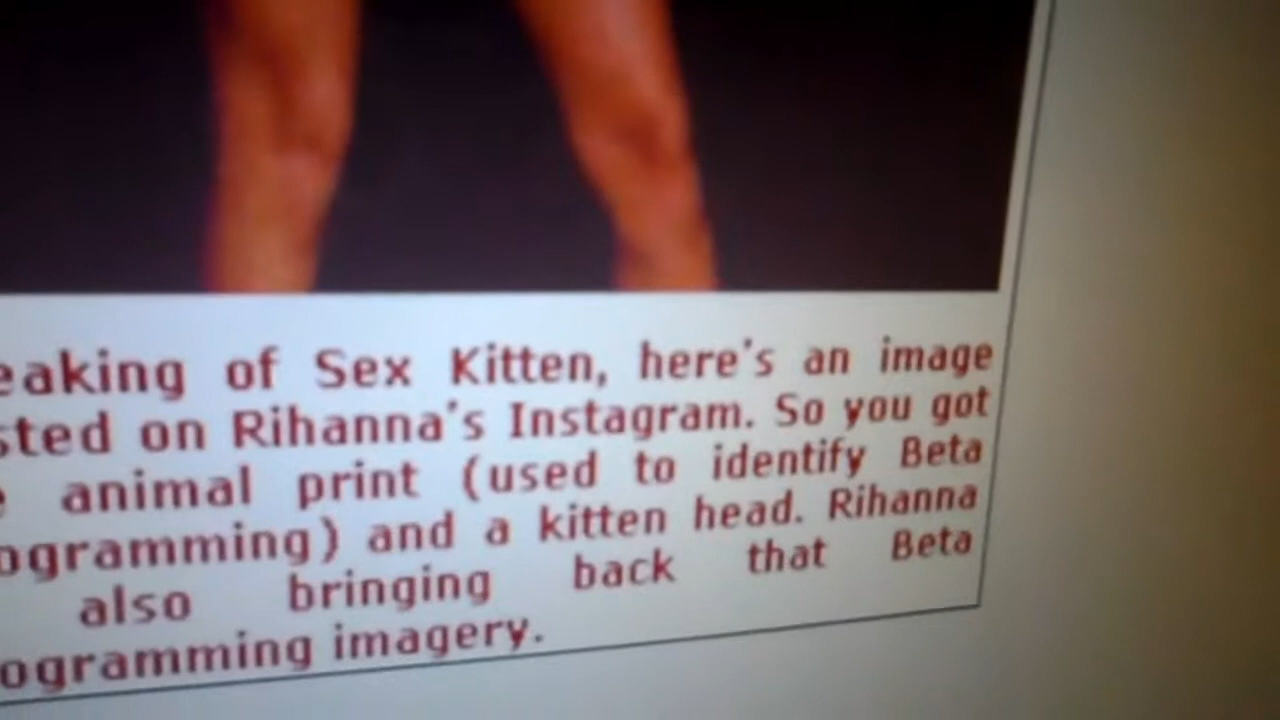 eaking of Sex Kitten, here's an image
sted on Rihanna's Instagram. So you got
e animal print (used to identify Beta
ogramming) and a kitten head. Rihanna
also bringing back that Beta
ogramming imagery.